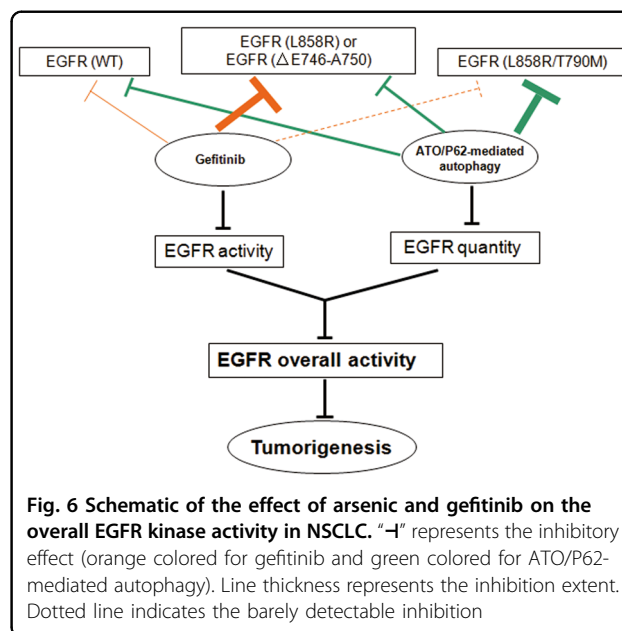 EGFR (WT)
EGFR (L858R) or
EGFR (△E746-A750)
EGFR (L858R/T790M)
Gefitinib
ATO/P62-mediated
autophagy
EGFR activity
EGFR quantity
EGFR overall activity
Tumorigenesis
Fig. 6 Schematic of the effect of arsenic and gefitinib on the
overall EGFR kinase activity in NSCLC. “⊣” represents the inhibitory
effect (orange colored for gefitinib and green colored for ATO/P62-
mediated autophagy). Line thickness represents the inhibition extent.
Dotted line indicates the barely detectable inhibition